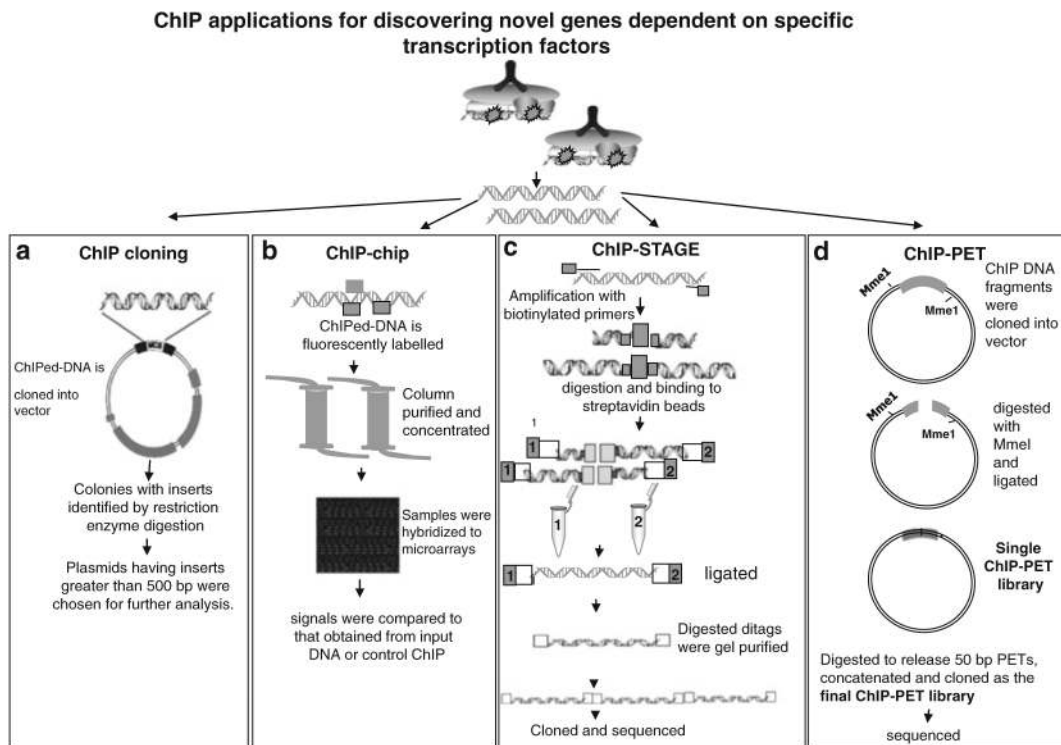 ChIP applications for discovering novel genes dependent on specific
transcription factors
a
ChIP cloning
ChIPed-DNA is
cloned into
vector
Colonies with inserts
identified by restriction
enzyme digestion
Plasmids having inserts
greater than 500 bp were
chosen for further analysis.
b
ChIP-chip
ChIPed-DNA is
fluorescently labelled
Column
purified and
concentrated
Samples were
hybridized to
microarrays
signals were compared to
that obtained from input
DNA or control ChIP
c
ChIP-STAGE
Amplification with
biotinylated primers
digestion and binding to
streptavidin beads
1
1 2
1 2
1 2
1 2
ligated
Digested ditags
were gel purified
Cloned and sequenced
d
ChIP-PET
Mme1
Mme1
ChIP DNA
fragments
were
cloned into
vector
Mme1
Mme1
digested
with
MmeI
and
ligated
Single
ChIP-PET
library
Digested to release 50 bp PETs,
concatenated and cloned as the
final ChIP-PET library
sequenced